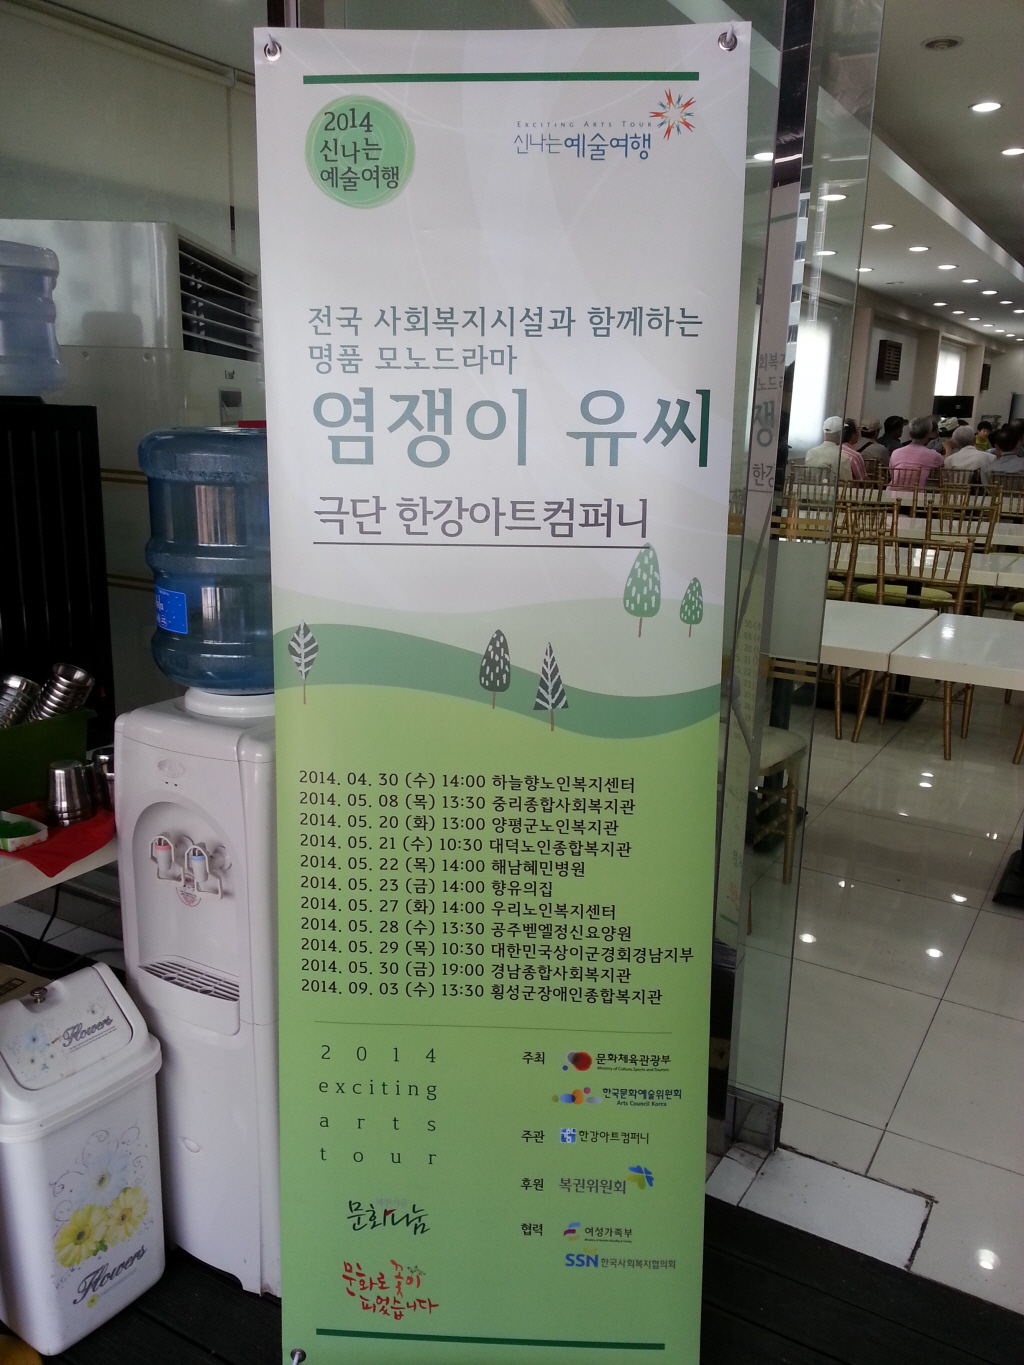 2014
신나는
예술여행
EXCITING ARTS TOUR
신나는예술여행
전국 사회복지시설과 함께하는
명품 모노드라마
염쟁이 유씨
극단 한강아트컴퍼니
2014. 04. 30 (수) 14:00 하늘향노인복지센터
2014. 05. 08 (목) 13:30 중리종합사회복지관
2014. 05. 20 (화) 13:00 양평군노인복지관
2014. 05. 21 (수) 10:30 대덕노인종합복지관
2014. 05. 22 (목) 14:00 해남혜민병원
2014. 05. 23 (금) 14:00 향유의집
2014. 05. 27 (화) 14:00 우리노인복지센터
2014. 05. 28 (수) 13:30 공주벧엘정신요양원
2014. 05. 29 (목) 10:30 대한민국상이군경회경남지부
2014. 05. 30 (금) 19:00 경남종합사회복지관
2014. 09. 03 (수) 13:30 횡성군장애인종합복지관
2014
exciting
arts
tour
문화나눔
문화로 꽃이
피었습니다
주최 문화체육관광부
Ministry of Culture, Sports and Tourism
한국문화예술위원회
Arts Council Korea
주관 한강아트컴퍼니
후원 복권위원회
협력 여성가족부
SSN 한국사회복지협의회
Flowers
Flowers